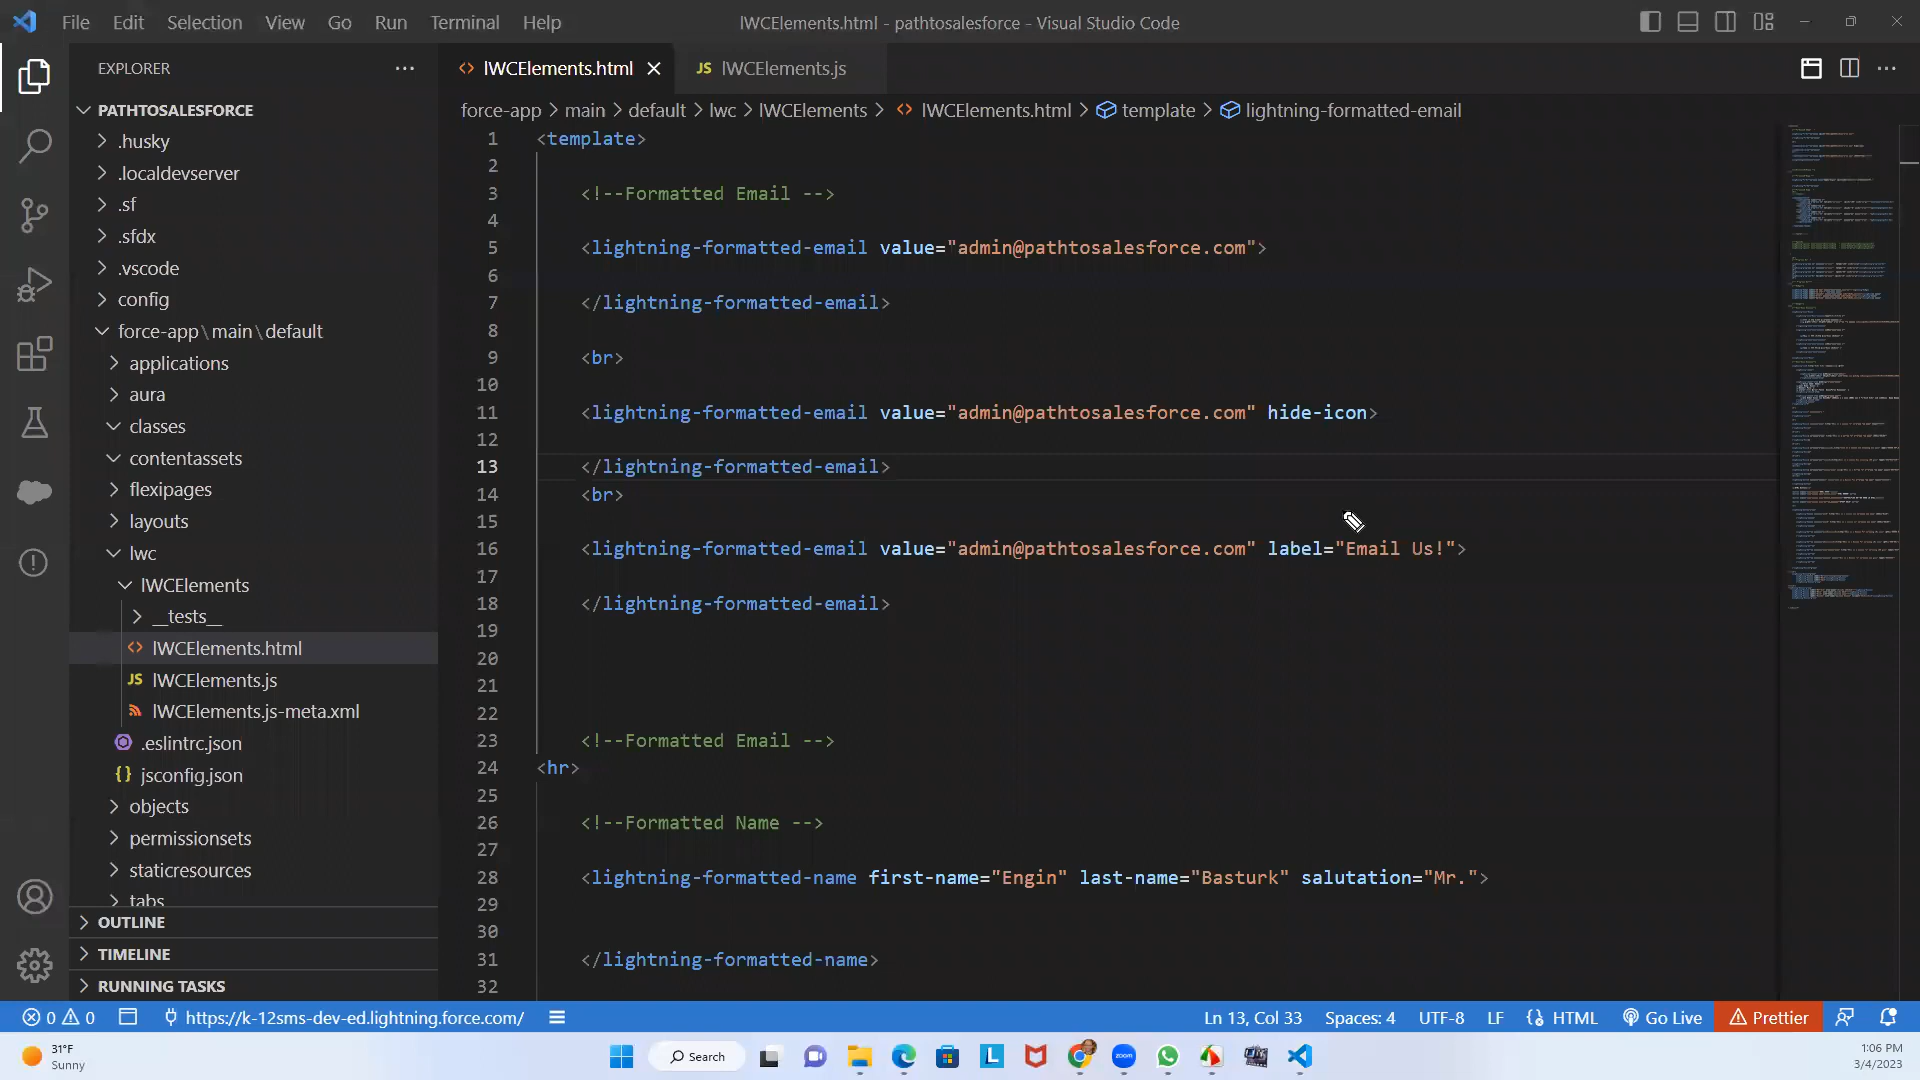 File Edit Selection View Go Run Terminal Help
lWCElements.html - pathtosalesforce - Visual Studio Code
EXPLORER
PATHTOSALESFORCE
.husky
.localdevserver
.sf
.sfdx
.vscode
config
force-app\main\default
applications
aura
classes
contentassets
flexipages
layouts
lwc
lWCElements
__tests__
lWCElements.html
lWCElements.js
lWCElements.js-meta.xml
.eslintrc.json
jsconfig.json
objects
permissionsets
staticresources
tabs
OUTLINE
TIMELINE
RUNNING TASKS
lWCElements.html
JS lWCElements.js
force-app > main > default > lwc > lWCElements > lWCElements.html > template > lightning-formatted-email
1 <template>
2
3 <!--Formatted Email -->
4
5 <lightning-formatted-email value="admin@pathtosalesforce.com">
6
7 </lightning-formatted-email>
8
9 <br>
10
11 <lightning-formatted-email value="admin@pathtosalesforce.com" hide-icon>
12
13 </lightning-formatted-email>
14 <br>
15
16 <lightning-formatted-email value="admin@pathtosalesforce.com" label="Email Us!">
17
18 </lightning-formatted-email>
19
20
21
22
23 <!--Formatted Email -->
24 <hr>
25
26 <!--Formatted Name -->
27
28 <lightning-formatted-name first-name="Engin" last-name="Basturk" salutation="Mr.">
29
30
31 </lightning-formatted-name>
32
0 0 https://k-12sms-dev-ed.lightning.force.com/ Ln 13, Col 33 Spaces: 4 UTF-8 LF HTML Go Live Prettier
31°F
Sunny
Search
zoom
1:06 PM
3/4/2023